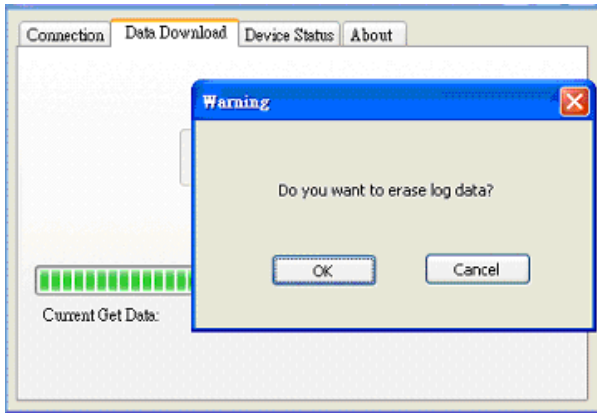 Connection Data Download Device Status About
Warning
Do you want to erase log data?
OK Cancel
Current Get Data: